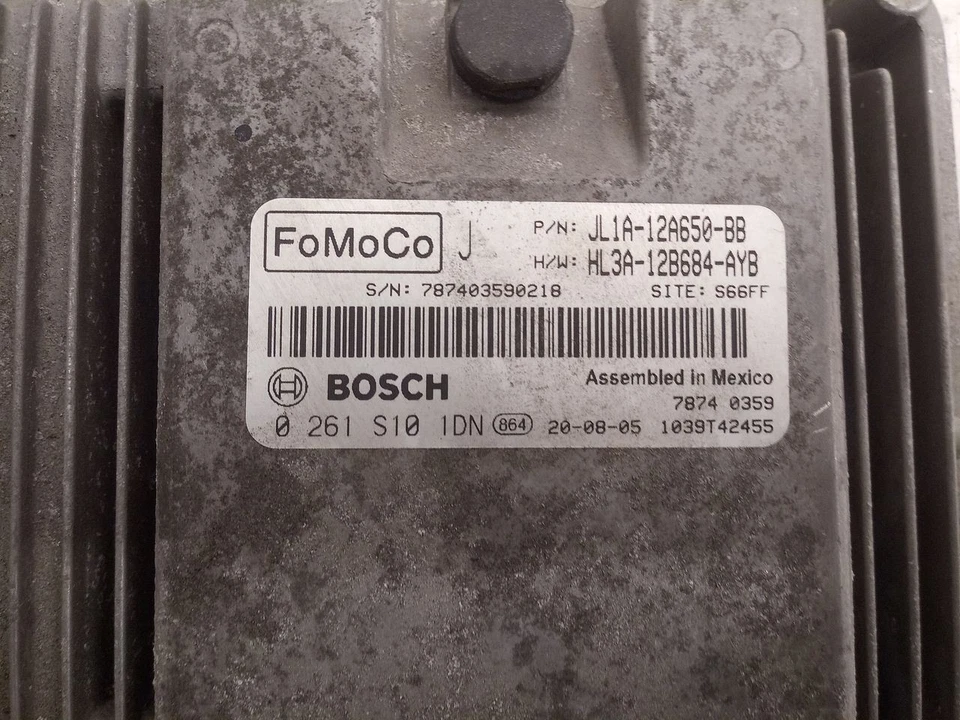 FoMoCo J P/N: JL1A-12A650-BB
H/W: HL3A-12B684-AYB
S/N: 787403590218 SITE: S66FF
H BOSCH Assembled in Mexico
7874 0359
0 261 S10 1DN 864 20-08-05 1039T42455